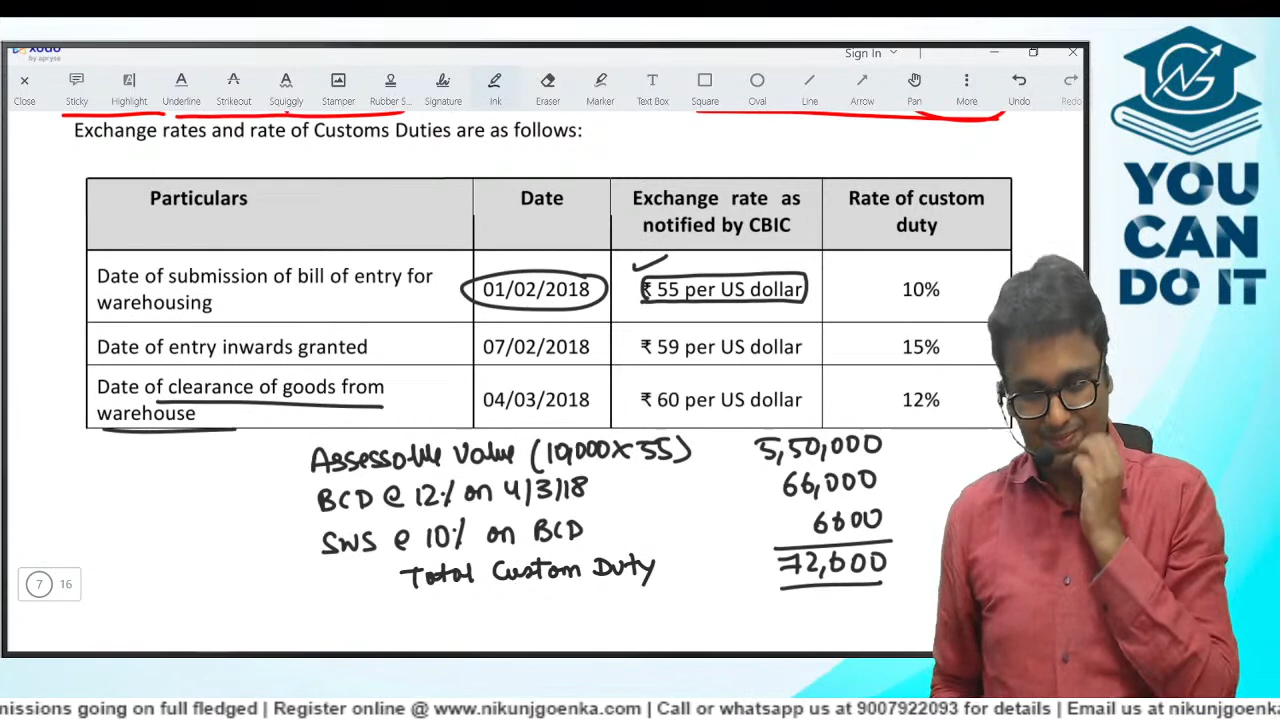 xodo
by apryse
Sign In
Close Sticky Highlight Underline Strikeout Squiggly Stamper Rubber S... Signature Ink Eraser Marker Text Box Square Oval Line Arrow Pan More Undo Redo
Exchange rates and rate of Customs Duties are as follows:
Particulars Date Exchange rate as notified by CBIC Rate of custom duty
Date of submission of bill of entry for warehousing 01/02/2018 ₹ 55 per US dollar 10%
Date of entry inwards granted 07/02/2018 ₹ 59 per US dollar 15%
Date of clearance of goods from warehouse 04/03/2018 ₹ 60 per US dollar 12%
Assessable Value (10,000 x 55) 5,50,000
BCD @ 12% on 4/3/18 66,000
SWS @ 10% on BCD 6600
Total Custom Duty 72,600
7 16
NG
YOU
CAN
DO IT
missions going on full fledged | Register online @ www.nikunjgoenka.com | Call or whatsapp us at 9007922093 for details | Email us at nikunjgoenka